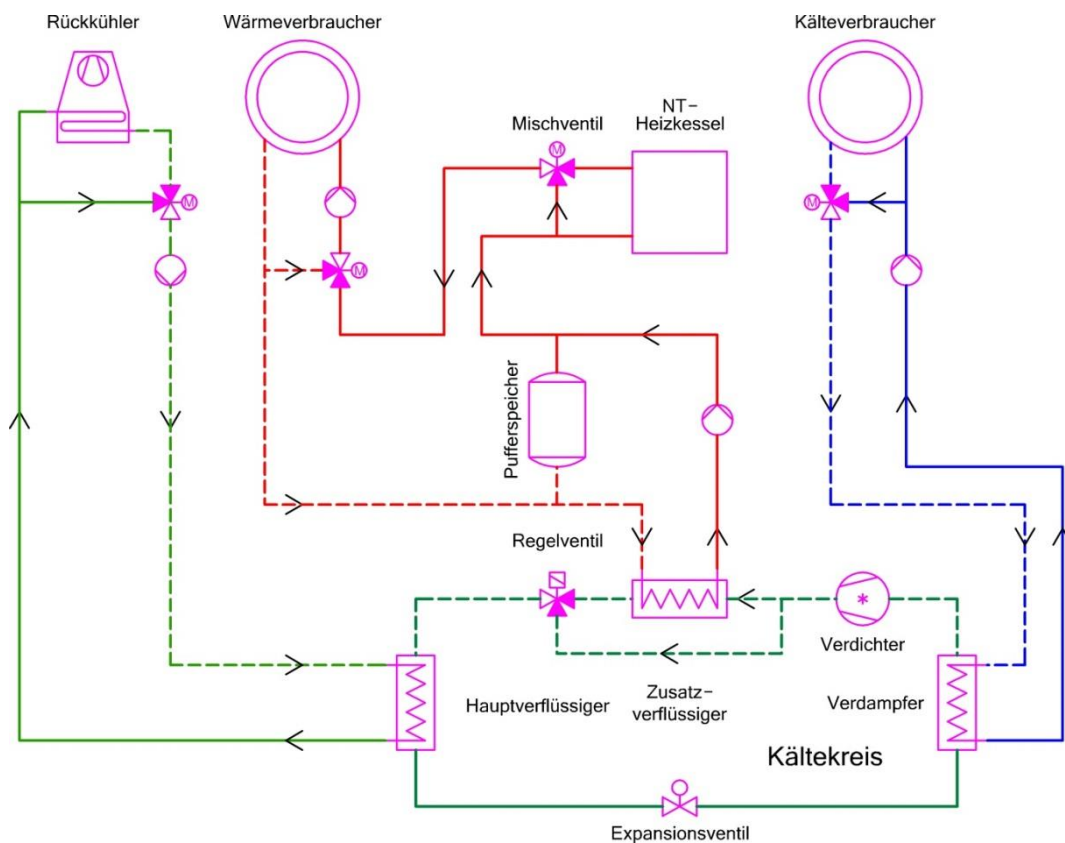 Rückkühler
Wärmeverbraucher
Kälteverbraucher
NT-
Heizkessel
Mischventil
M
M
M
M
Pufferspeicher
Regelventil
Verdichter
Hauptverflüssiger
Zusatz-
verflüssiger
Verdampfer
Kältekreis
Expansionsventil